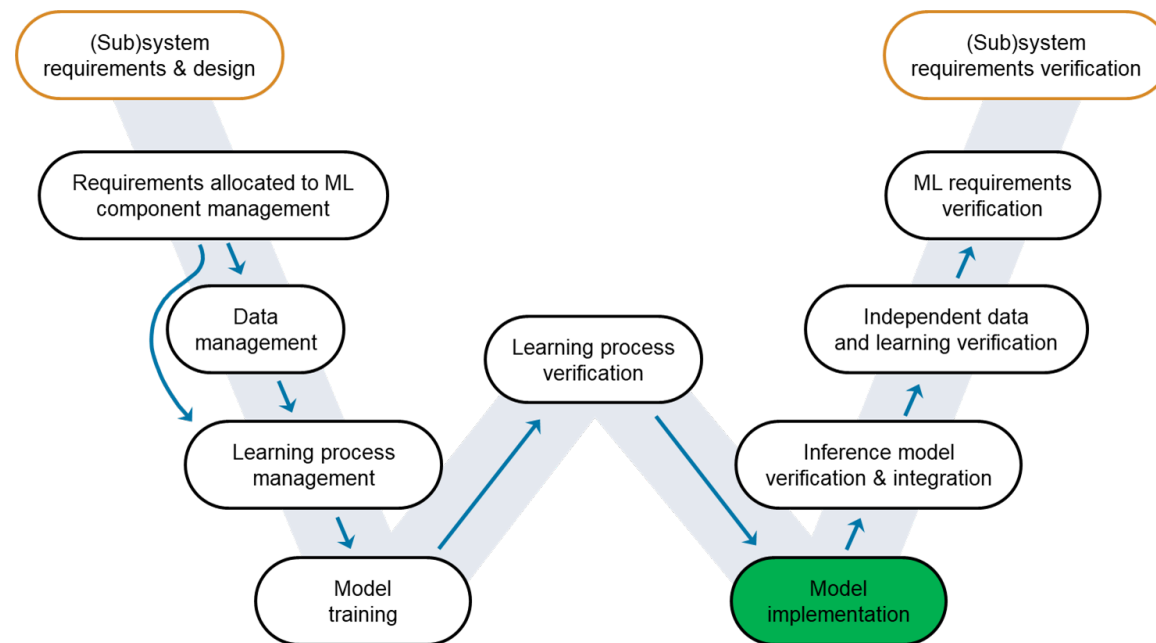 (Sub)system
requirements & design
(Sub)system
requirements verification
Requirements allocated to ML
component management
ML requirements
verification
Data
management
Independent data
and learning verification
Learning process
verification
Learning process
management
Inference model
verification & integration
Model
training
Model
implementation